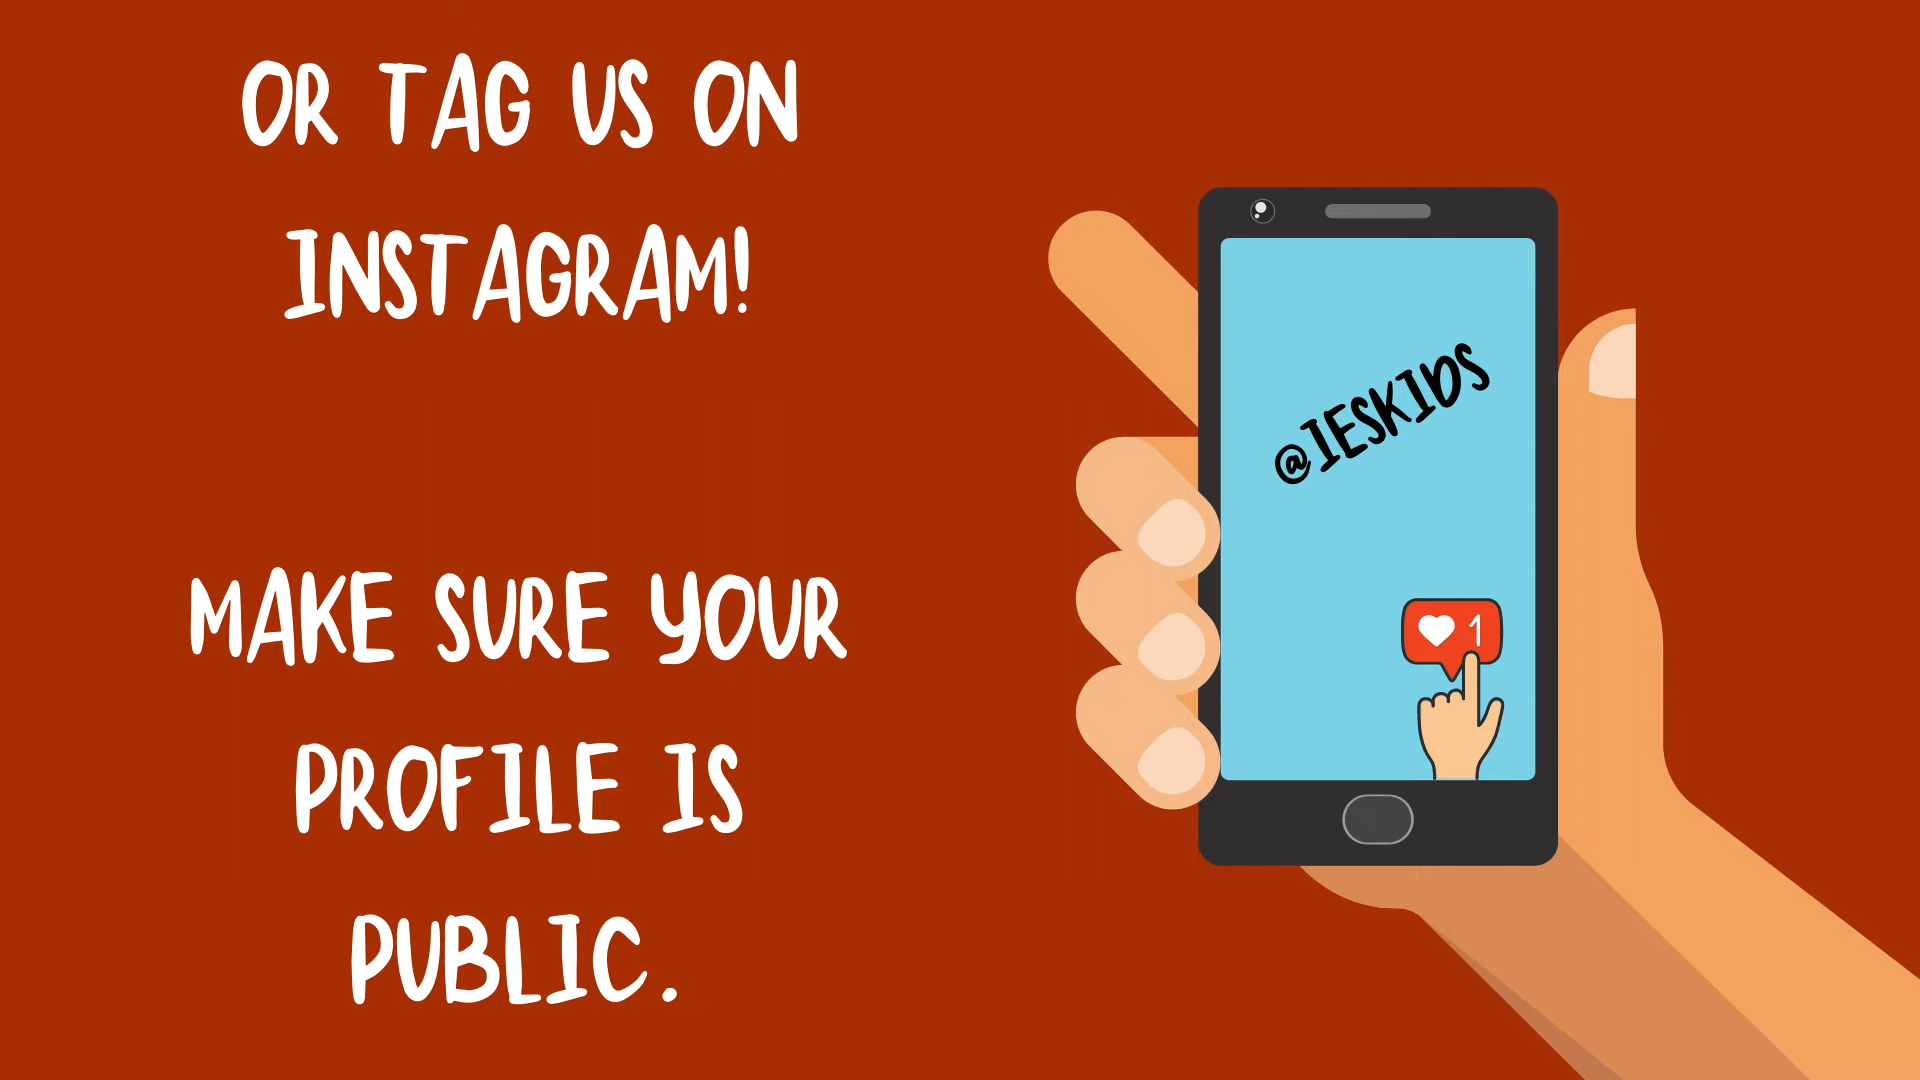 OR TAG US ON
INSTAGRAM!
MAKE SURE YOUR
PROFILE IS
PUBLIC.
@IESKIDS
1